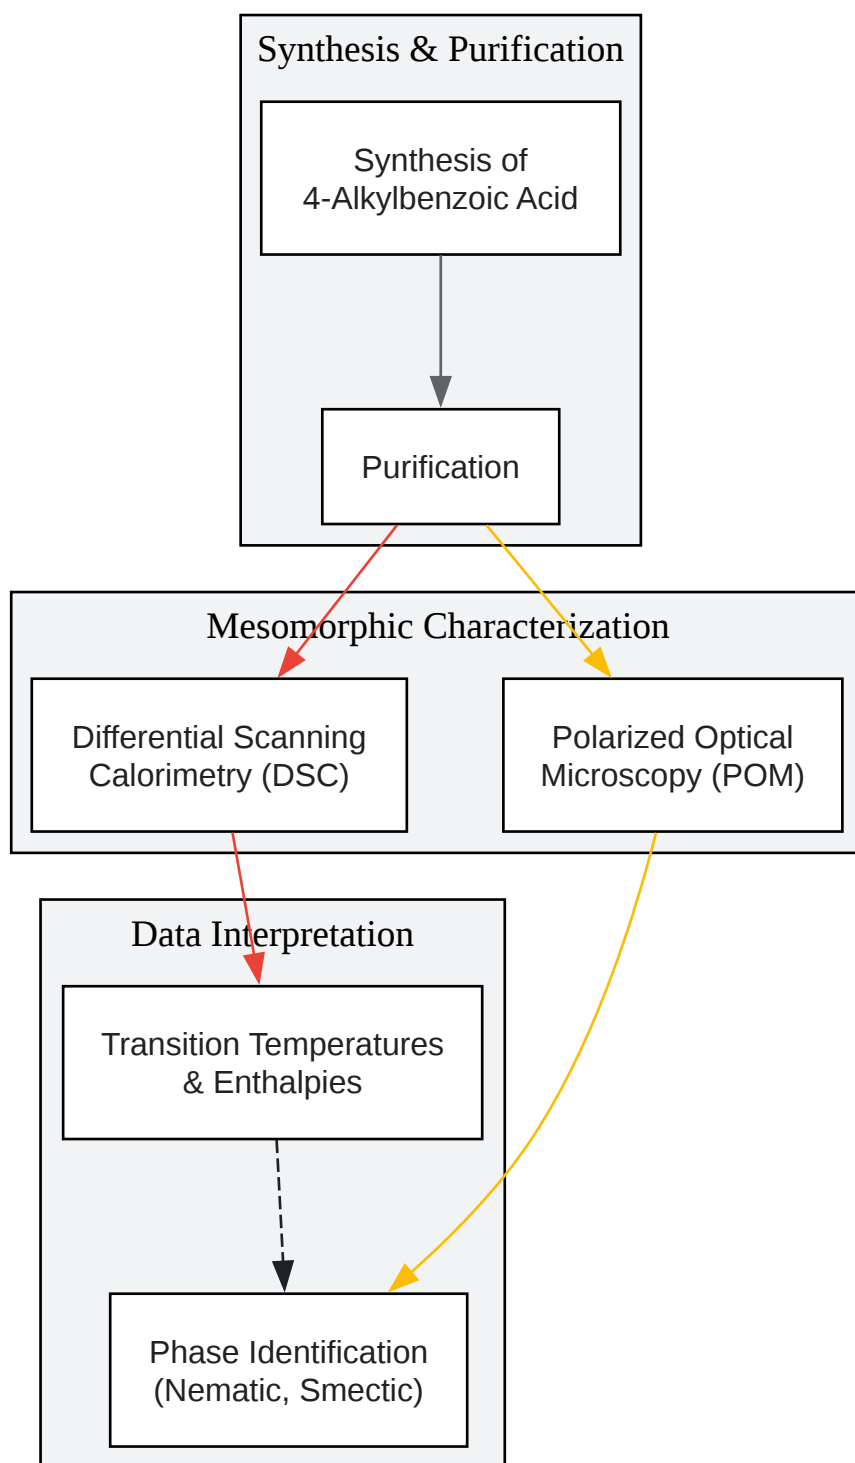 Synthesis & Purification
Synthesis of
4-Alkylbenzoic Acid
Purification
Mesomorphic Characterization
Differential Scanning
Calorimetry (DSC)
Polarized Optical
Microscopy (POM)
Data Interpretation
Transition Temperatures
& Enthalpies
Phase Identification
(Nematic, Smectic)